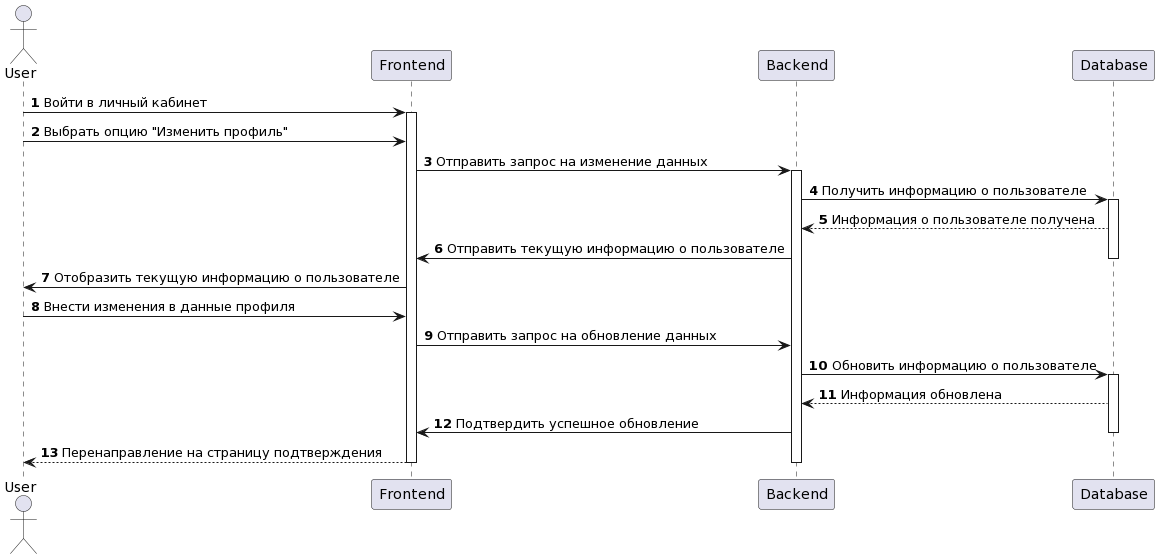 User
Frontend
Backend
Database
1 Войти в личный кабинет
2 Выбрать опцию "Изменить профиль"
3 Отправить запрос на изменение данных
4 Получить информацию о пользователе
5 Информация о пользователе получена
6 Отправить текущую информацию о пользователе
7 Отобразить текущую информацию о пользователе
8 Внести изменения в данные профиля
9 Отправить запрос на обновление данных
10 Обновить информацию о пользователе
11 Информация обновлена
12 Подтвердить успешное обновление
13 Перенаправление на страницу подтверждения
User
Frontend
Backend
Database